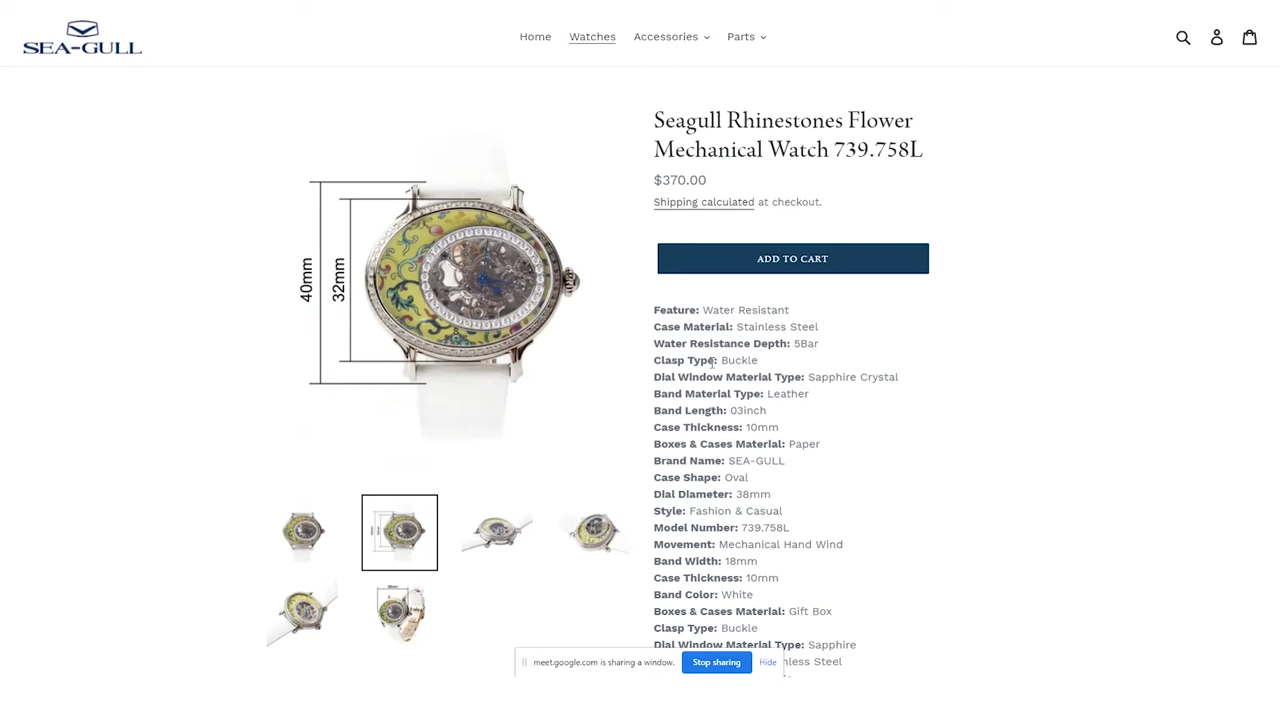 SEA-GULL
Home
Watches
Accessories
Parts
Seagull Rhinestones Flower
Mechanical Watch 739.758L
$370.00
Shipping calculated at checkout.
ADD TO CART
40mm
32mm
Feature: Water Resistant
Case Material: Stainless Steel
Water Resistance Depth: 5Bar
Clasp Type: Buckle
Dial Window Material Type: Sapphire Crystal
Band Material Type: Leather
Band Length: 03inch
Case Thickness: 10mm
Boxes & Cases Material: Paper
Brand Name: SEA-GULL
Case Shape: Oval
Dial Diameter: 38mm
Style: Fashion & Casual
Model Number: 739.758L
Movement: Mechanical Hand Wind
Band Width: 18mm
Case Thickness: 10mm
Band Color: White
Boxes & Cases Material: Gift Box
Clasp Type: Buckle
Dial Window Material Type: Sapphire
nless Steel
meet.google.com is sharing a window.
Stop sharing
Hide